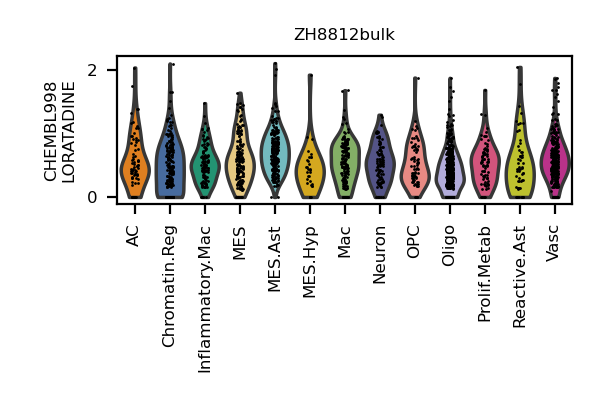 ZH8812bulk
CHEMBL998
LORATADINE
2
0
AC
Chromatin.Reg
Inflammatory.Mac
MES
MES.Ast
MES.Hyp
Mac
Neuron
OPC
Oligo
Prolif.Metab
Reactive.Ast
Vasc